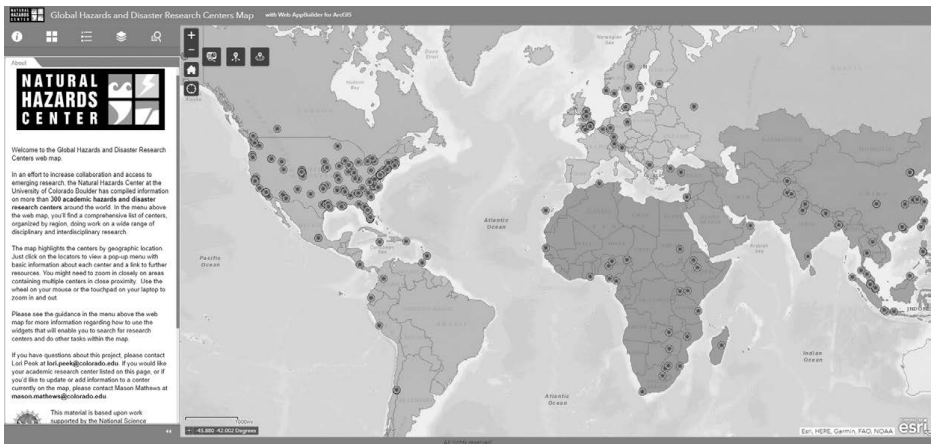 NATURAL HAZARDS CENTER
Global Hazards and Disaster Research Centers Map
with Web AppBuilder for ArcGIS
About
NATURAL
HAZARDS
CENTER
Welcome to the Global Hazards and Disaster Research
Centers web map.
In an effort to increase collaboration and access to
emerging research, the Natural Hazards Center at the
University of Colorado Boulder has compiled information
on more than 300 academic hazards and disaster
research centers around the world. In the menu above
the web map, you'll find a comprehensive list of centers,
organized by region, doing work on a wide range of
disciplinary and interdisciplinary research.
The map highlights the centers by geographic location.
Just click on the locators to view a pop-up menu with
basic information about each center and a link to further
resources. You might need to zoom in closely on areas
containing multiple centers in close proximity. Use the
wheel on your mouse or the touchpad on your laptop to
zoom in and out.
Please see the guidance in the menu above the web
map for more information regarding how to use the
widgets that will enable you to search for research
centers and do other tasks within the map.
If you have questions about this project, please contact
Lori Peek at lori.peek@colorado.edu. If you would like
your academic research center listed on this page, or if
you'd like to update or add information to a center
currently on the map, please contact Mason Mathews at
mason.mathews@colorado.edu.
This material is based upon work
supported by the National Science
Norwegian
Sea
Hudson
Bay
Atlantic
Ocean
Pacific
Ocean
Arabian
Sea
Indian
Ocean
Atlantic
Ocean
-45.880 -42.002 Degrees
Esri, HERE, Garmin, FAO, NOAA
esri
All rights reserved